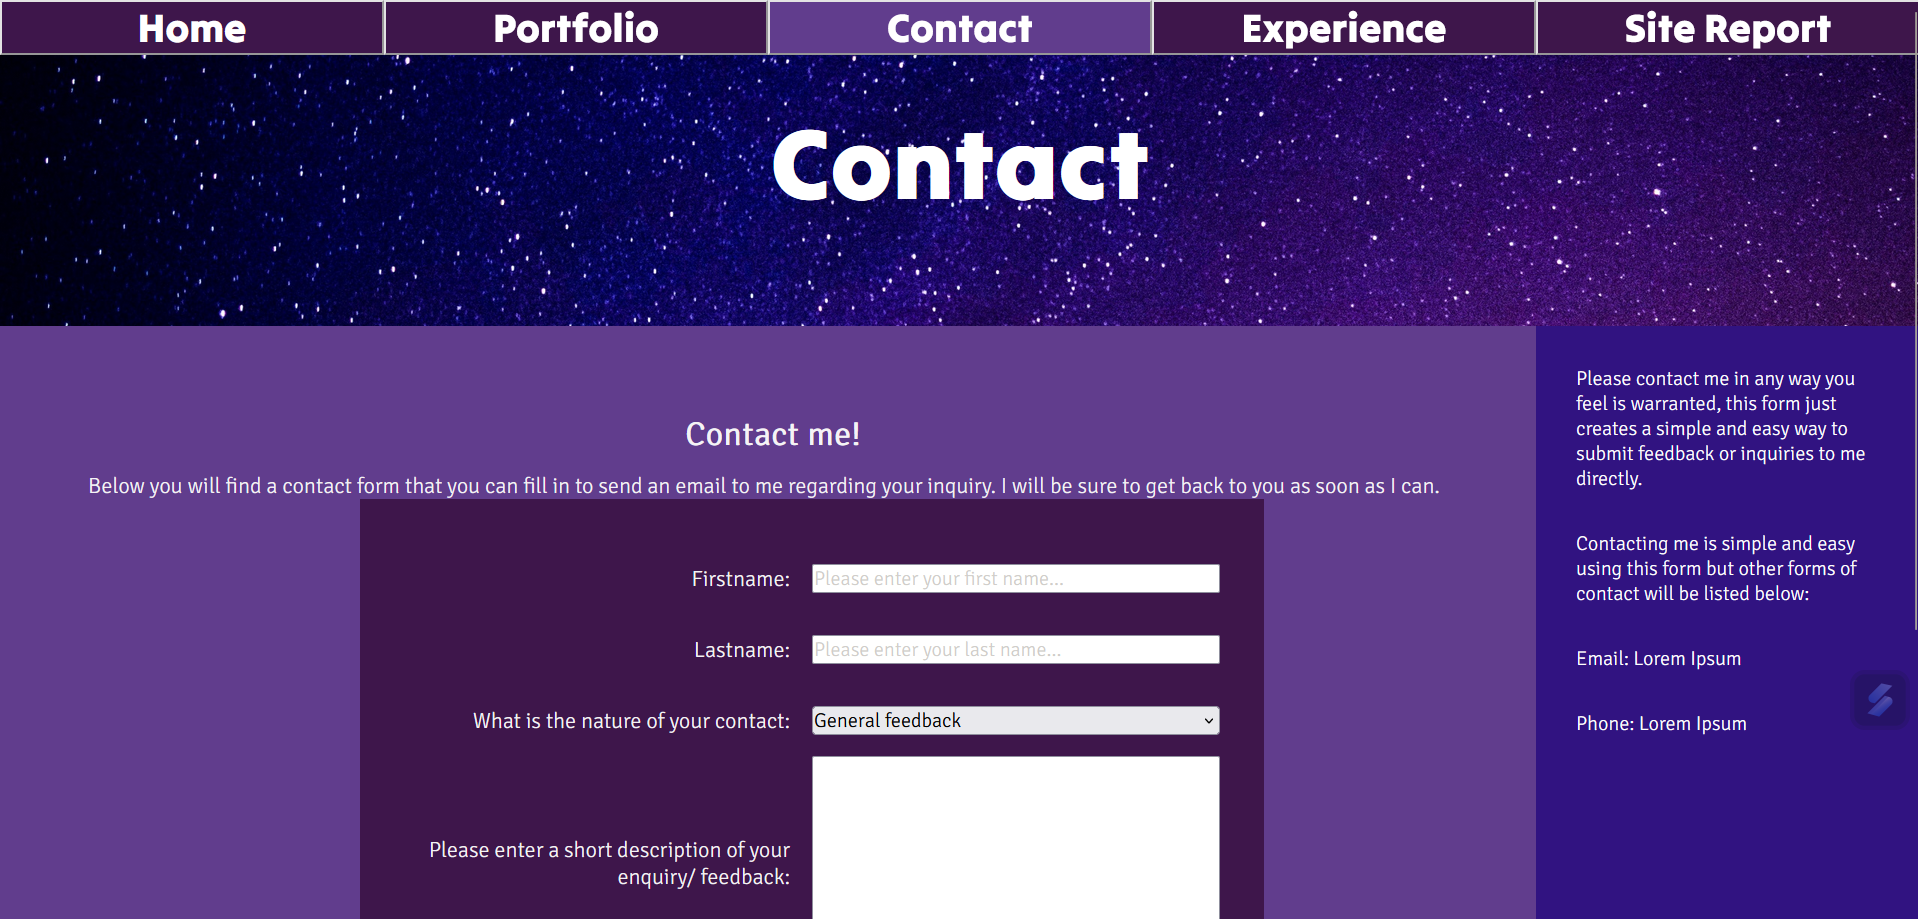 Home
Portfolio
Contact
Experience
Site Report
Contact
Contact me!
Below you will find a contact form that you can fill in to send an email to me regarding your inquiry. I will be sure to get back to you as soon as I can.
Firstname:
Please enter your first name...
Lastname:
Please enter your last name...
What is the nature of your contact:
General feedback
Please enter a short description of your
enquiry/ feedback:
Please contact me in any way you
feel is warranted, this form just
creates a simple and easy way to
submit feedback or inquiries to me
directly.
Contacting me is simple and easy
using this form but other forms of
contact will be listed below:
Email: Lorem Ipsum
Phone: Lorem Ipsum